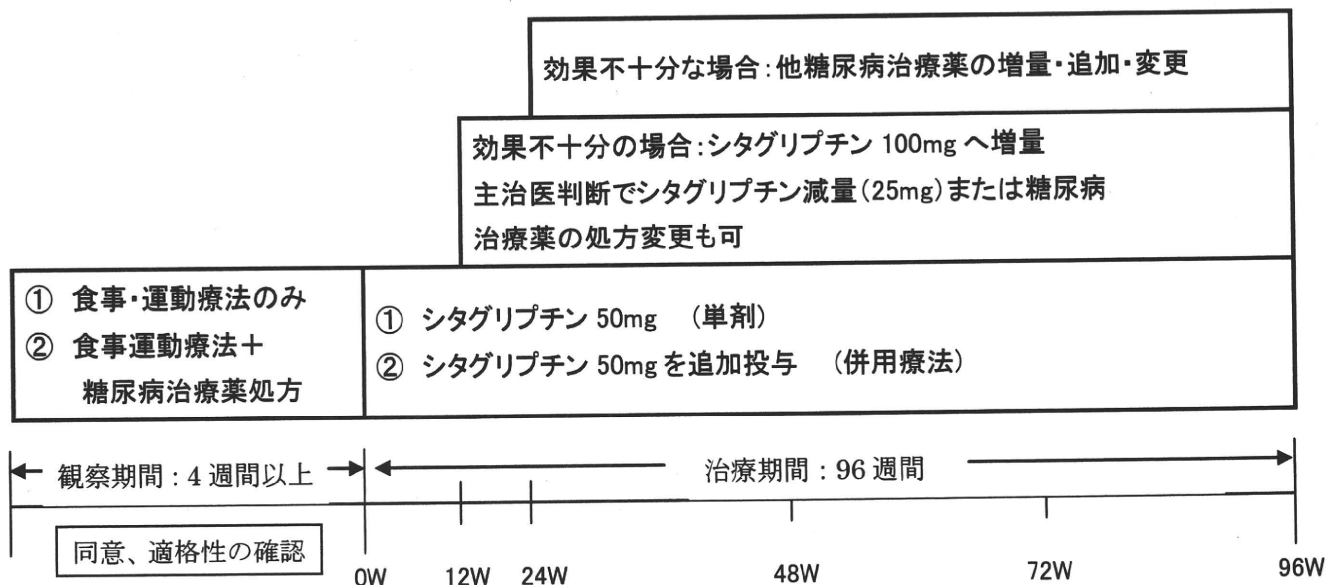 効果不十分な場合:他糖尿病治療薬の増量・追加・変更
効果不十分の場合:シタグリプチン 100mg へ増量
主治医判断でシタグリプチン減量(25mg)または糖尿病
治療薬の処方変更も可
① 食事・運動療法のみ
② 食事運動療法+
糖尿病治療薬処方
① シタグリプチン 50mg (単剤)
② シタグリプチン 50mgを追加投与 (併用療法)
観察期間:4 週間以上
治療期間:96 週間
同意、適格性の確認
0W 12W 24W 48W 72W 96W